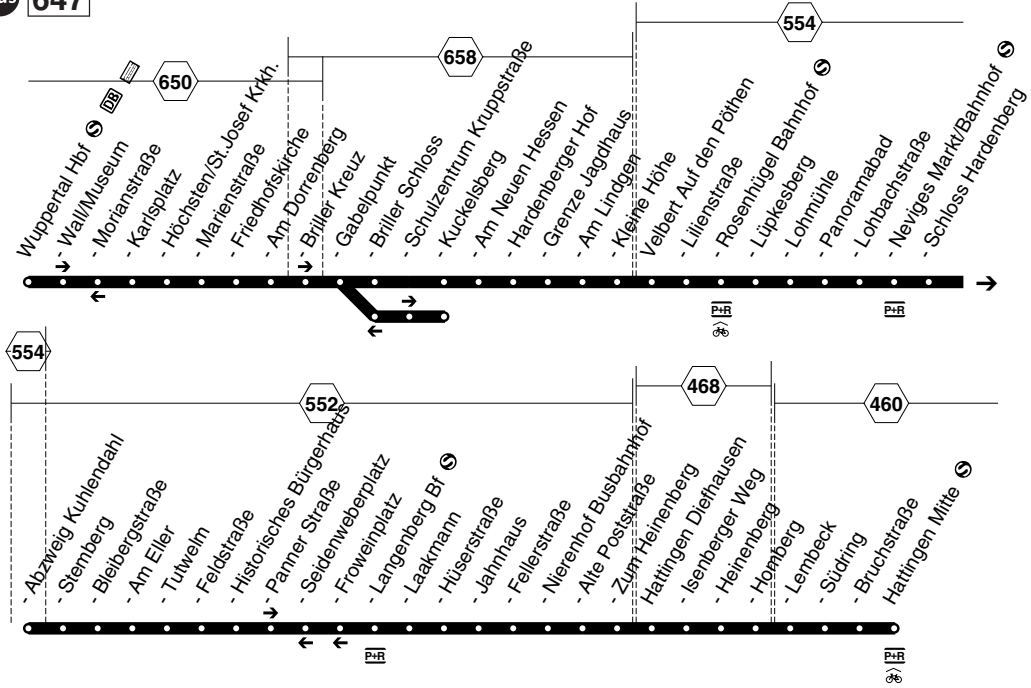 647
650
658
554
Wuppertal Hbf S DB
- Wall/Museum
- Morianstraße
- Karlsplatz
- Höchsten/St.Josef Krkh.
- Marienstraße
- Friedhofskirche
- Am Dorrenberg
- Briller Kreuz
- Gabelpunkt
- Briller Schloss
- Schulzentrum Kruppstraße
- Kuckelsberg
- Am Neuen Hessen
- Hardenberger Hof
- Grenze Jagdhaus
- Am Lindgen
- Kleine Höhe
Velbert Auf den Pöthen
- Lilienstraße
- Rosenhügel Bahnhof S
- Lüpkesberg
- Lohmühle
- Panoramabad
- Lohbachstraße
- Neviges Markt/Bahnhof S
- Schloss Hardenberg
P+R
P+R
554
552
468
460
- Abzweig Kuhlendahl
- Stemberg
- Bleibergstraße
- Am Eller
- Tutwelm
- Feldstraße
- Historisches Bürgerhaus
- Panner Straße
- Seidenweberplatz
- Froweinplatz
- Langenberg Bf S
- Laakmann
- Hüserstraße
- Jahnhaus
- Fellerstraße
- Nierenhof Busbahnhof
- Alte Poststraße
- Zum Heinenberg
Hattingen Diefhausen
- Isenberger Weg
- Heinenberg
- Homberg
- Lembeck
- Südring
- Bruchstraße
Hattingen Mitte S
P+R
P+R